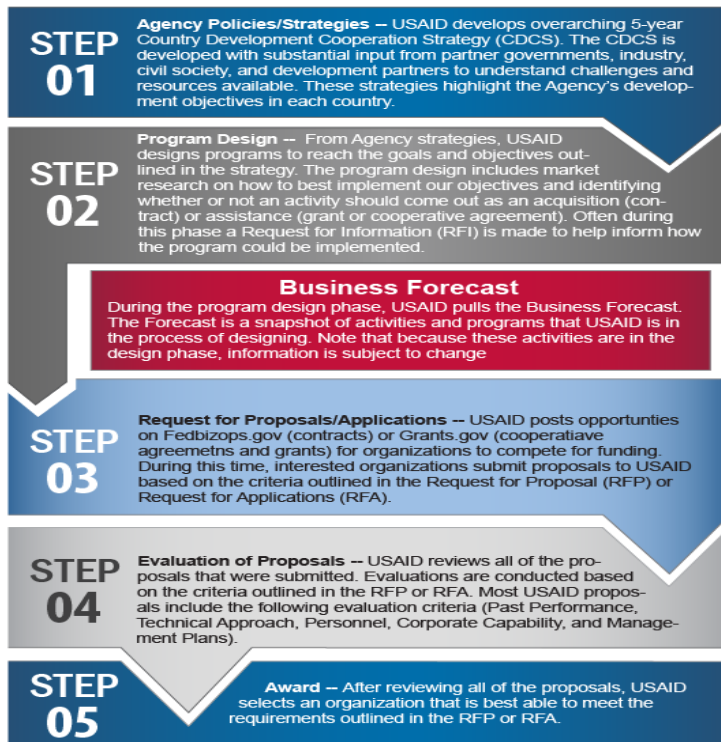 STEP
01
Agency Policies/Strategies -- USAID develops overarching 5-year
Country Development Cooperation Strategy (CDCS). The CDCS is
developed with substantial input from partner governments, industry,
civil society, and development partners to understand challenges and
resources available. These strategies highlight the Agency's develop-
ment objectives in each country.
STEP
02
Program Design -- From Agency strategies, USAID
designs programs to reach the goals and objectives out-
lined in the strategy. The program design includes market
research on how to best implement our objectives and identifying
whether or not an activity should come out as an acquisition (con-
tract) or assistance (grant or cooperative agreement). Often during
this phase a Request for Information (RFI) is made to help inform how
the program could be implemented.
Business Forecast
During the program design phase, USAID pulls the Business Forecast.
The Forecast is a snapshot of activities and programs that USAID is in
the process of designing. Note that because these activities are in the
design phase, information is subject to change
STEP
03
Request for Proposals/Applications -- USAID posts opportunties
on Fedbizops.gov (contracts) or Grants.gov (cooperatiave
agreemetns and grants) for organizations to compete for funding.
During this time, interested organizations submit proposals to USAID
based on the criteria outlined in the Request for Proposal (RFP) or
Request for Applications (RFA).
STEP
04
Evaluation of Proposals -- USAID reviews all of the pro-
posals that were submitted. Evaluations are conducted based
on the criteria outlined in the RFP or RFA. Most USAID propos-
als include the following evaluation criteria (Past Performance,
Technical Approach, Personnel, Corporate Capability, and Manage-
ment Plans).
STEP
05
Award -- After reviewing all of the proposals, USAID
selects an organization that is best able to meet the
requirements outlined in the RFP or RFA.